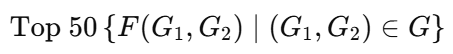 Top 50 {F(G₁, G₂) | (G₁, G₂) ∈ G}